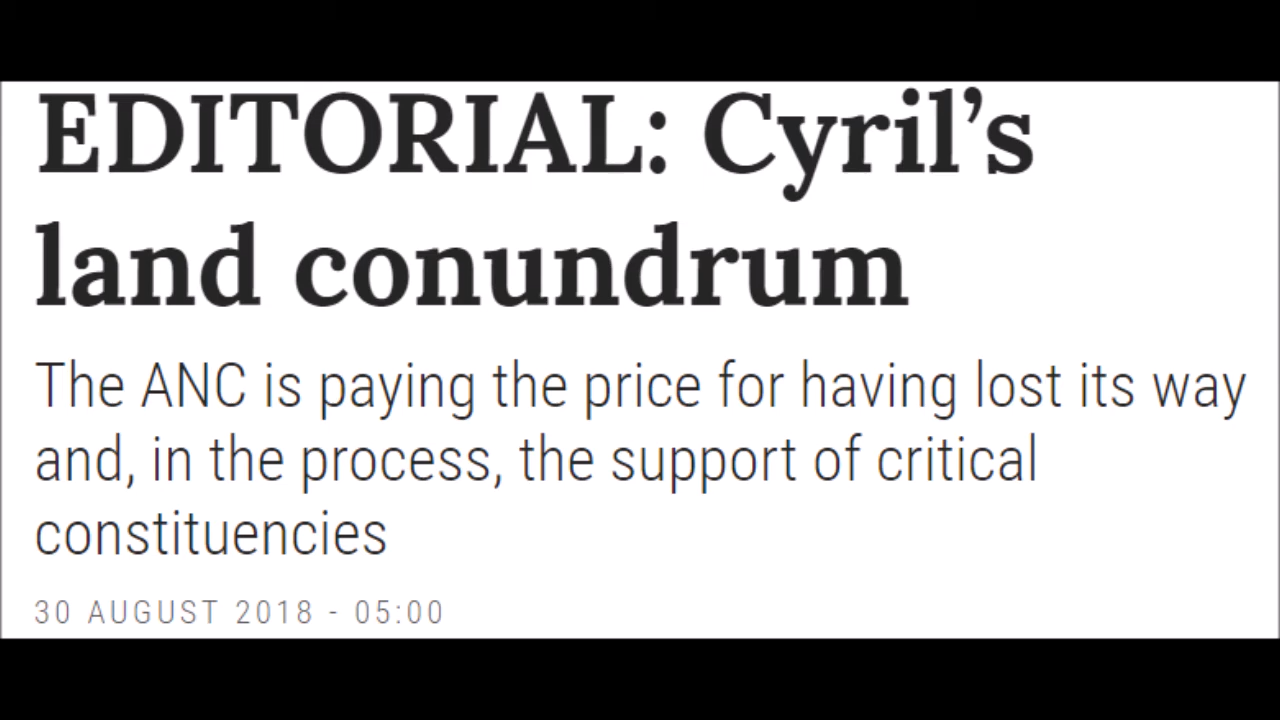 EDITORIAL: Cyril’s
land conundrum
The ANC is paying the price for having lost its way
and, in the process, the support of critical
constituencies
30 AUGUST 2018 - 05:00